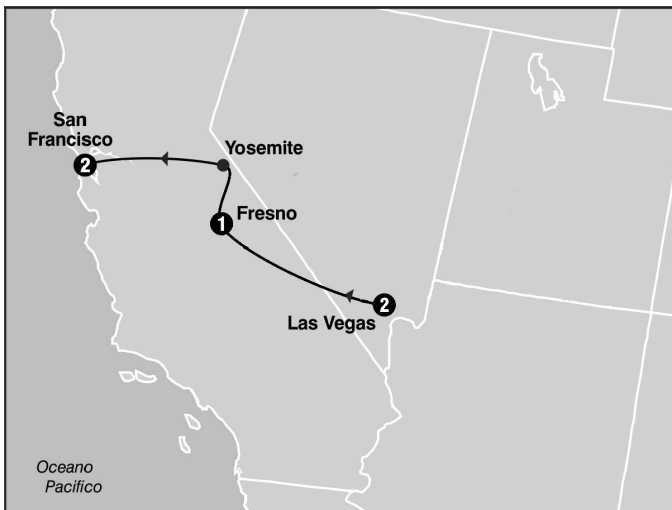 San
Francisco
2
Yosemite
1
Fresno
2
Las Vegas
Oceano
Pacifico